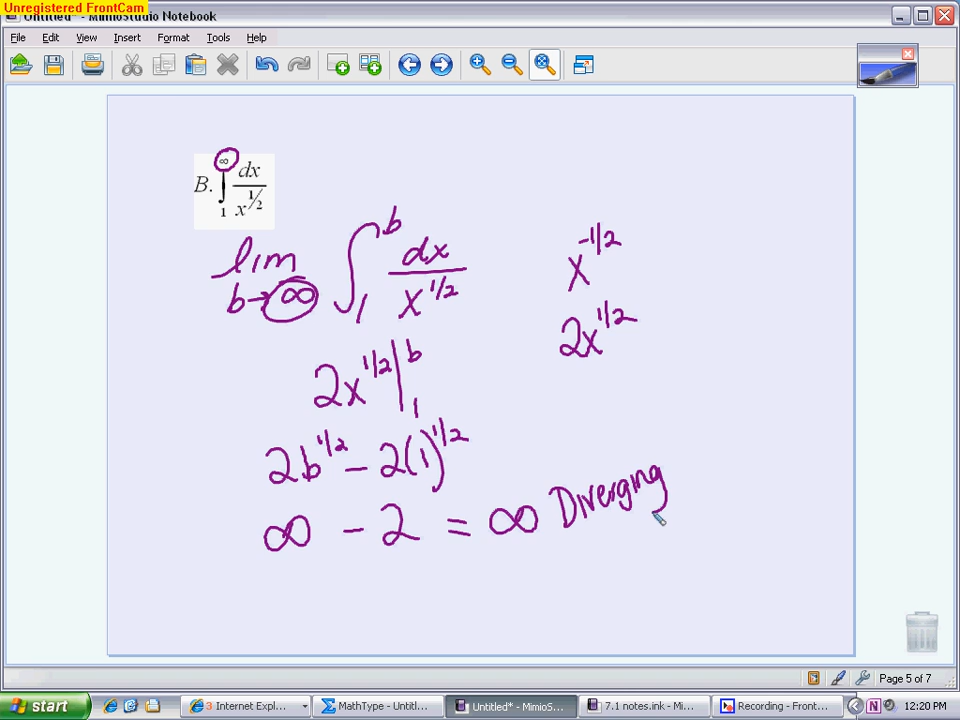 Unregistered FrontCam
Untitled* - MimioStudio Notebook
File Edit View Insert Format Tools Help
B. ∫₁^∞ dx/x^(1/2)
lim b→∞ ∫₁^b dx/x^(1/2)
x^(-1/2)
2x^(1/2)
2x^(1/2) |₁^b
2b^(1/2) - 2(1)^(1/2)
∞ - 2 = ∞ Diverging
Page 5 of 7
start 3 Internet Expl... MathType - Untitl... Untitled* - MimioS... 7.1 notes.ink - Mi... Recording - Front... 12:20 PM